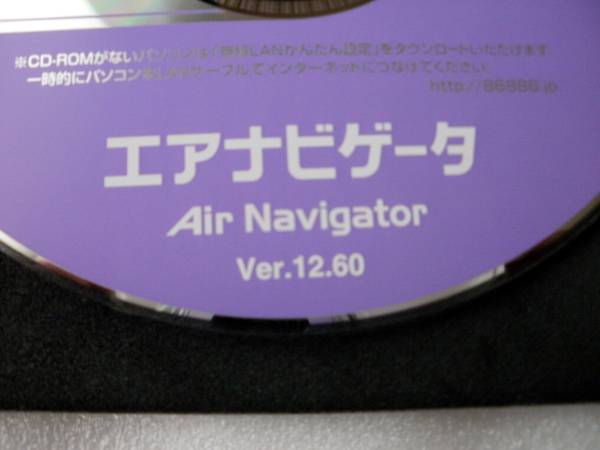 ※CD-ROMがないパソコンは「無線LANかんたん設定」をダウンロードいただけます。
一時的にパソコンをLANケーブルでインターネットにつなげてください。
http://86886.jp
エアナビゲータ
Air Navigator
Ver.12.60